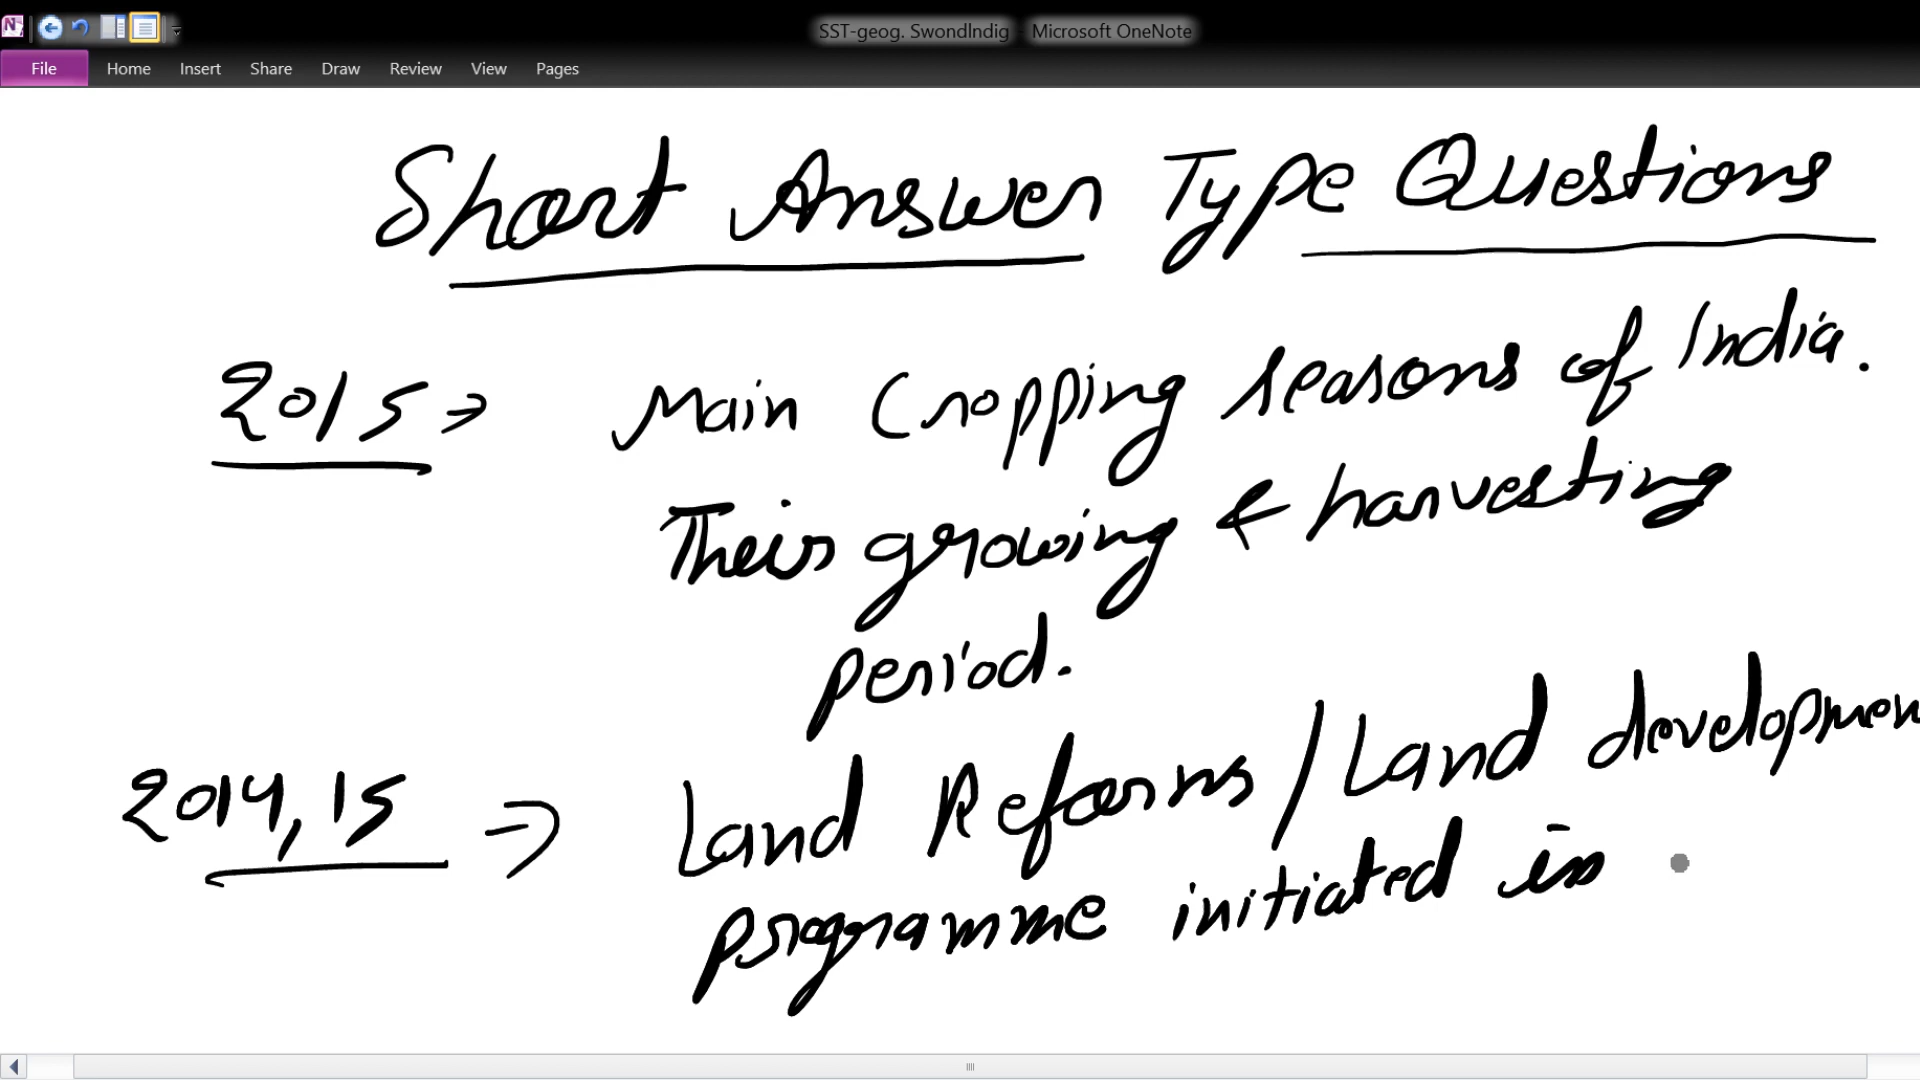 SST-geog. SwondIndig - Microsoft OneNote
File Home Insert Share Draw Review View Pages
Short Answer Type Questions
2015 → Main Cropping seasons of India.
Their growing & harvesting
period.
2014, 15 → Land Reforms / Land developmen
programme initiated in